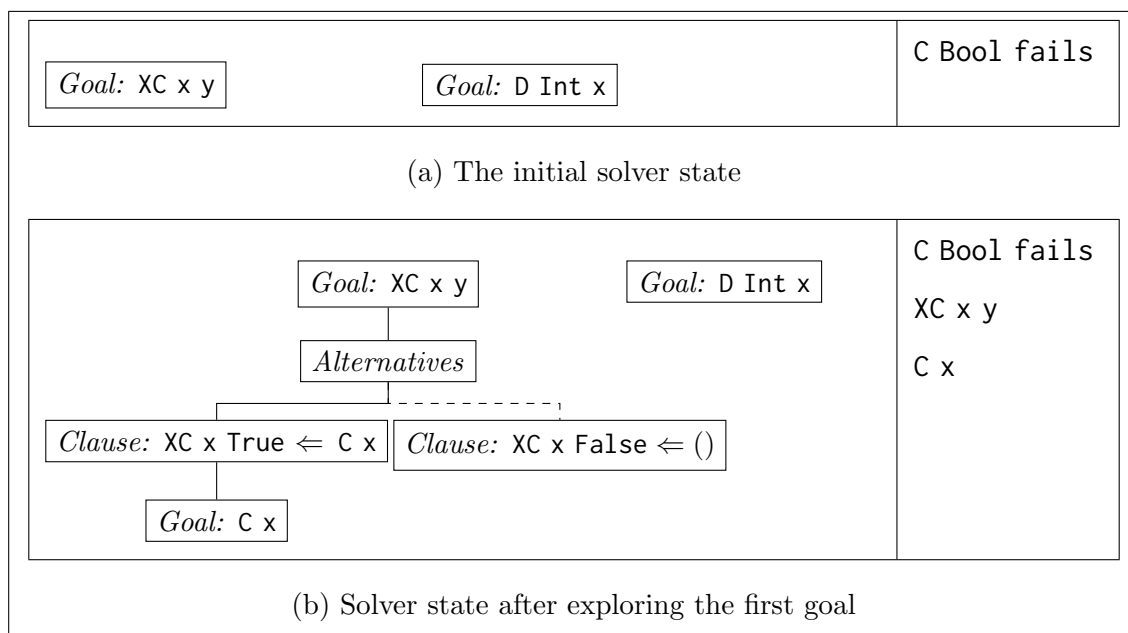 Goal: XC x y
Goal: D Int x
C Bool fails
(a) The initial solver state
Goal: XC x y
Goal: D Int x
C Bool fails
XC x y
C x
Alternatives
Clause: XC x True ⇐ C x
Clause: XC x False ⇐ ()
Goal: C x
(b) Solver state after exploring the first goal